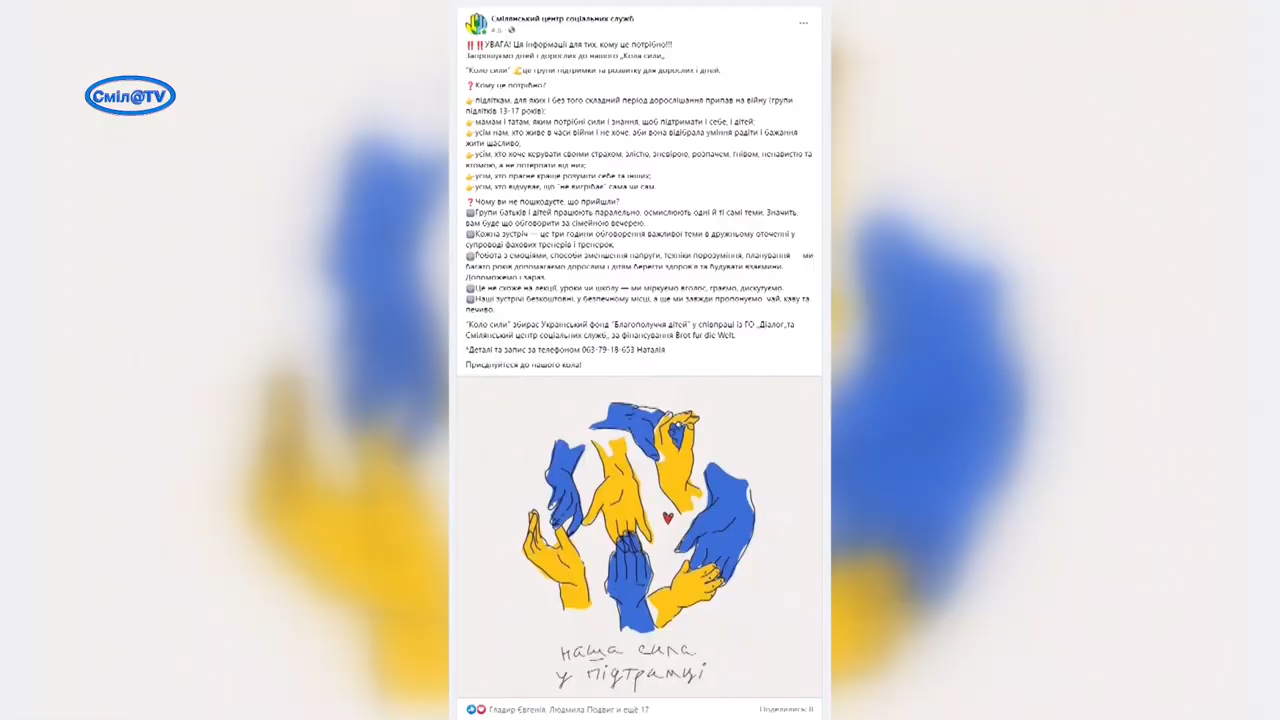 Сміл@TV
Смілянський центр соціальних служб
4 д.
‼️‼️УВАГА! Ця інформації для тих, кому це потрібно!!!
Запрошуємо дітей і дорослих до нашого „Кола сили„
"Коло сили" 💪це групи підтримки та розвитку для дорослих і дітей.
❓Кому це потрібно?
👉підліткам, для яких і без того складний період дорослішання припав на війну (групи
підлітків 13-17 років);
👉мамам і татам, яким потрібні сили і знання, щоб підтримати і себе, і дітей;
👉усім нам, хто живе в часи війни і не хоче, аби вона відібрала уміння радіти і бажання
жити щасливо;
👉усім, хто хоче керувати своїми страхом, злістю, зневірою, розпачем, гнівом, ненавистю та
втомою, а не потерпати від них;
👉усім, хто прагне краще розуміти себе та інших;
👉усім, хто відчуває, що "не вигрібає" сама чи сам.
❓Чому ви не пошкодуєте, що прийшли?
Групи батьків і дітей працюють паралельно, осмислюють одні й ті самі теми. Значить,
вам буде що обговорити за сімейною вечерею.
Кожна зустріч — це три години обговорення важливої теми в дружньому оточенні у
супроводі фахових тренерів і тренерок.
Робота з емоціями, способи зменшення напруги, техніки порозуміння, планування — ми
багато років допомагаємо дорослим і дітям берегти здоров'я та будувати взаємини.
Допоможемо і зараз.
Це не схоже на лекції, уроки чи школу — ми міркуємо вголос, граємо, дискутуємо.
Наші зустрічі безкоштовні, у безпечному місці, а ще ми завжди пропонуємо чай, каву та
печиво.
"Коло сили" збирає Український фонд "Благополуччя дітей" у співпраці із ГО „Діалог„та
Смілянський центр соціальних служб„ за фінансування Brot fur die Welt.
*Деталі та запис за телефоном 063-79-18-653 Наталія
Приєднуйтеся до нашого кола!
наша сила
у підтримці
Гладир Євгенія, Людмила Подвиг и ещё 17
Поделились: 8